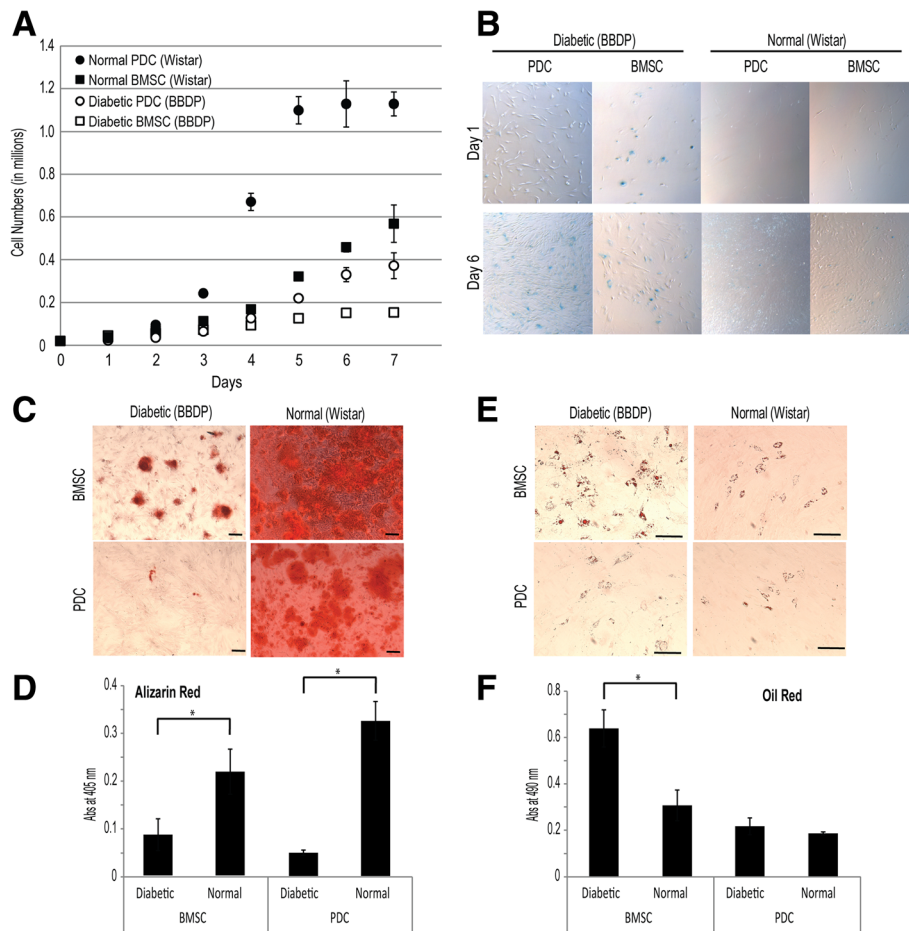 A
1.4
1.2
1.0
0.8
0.6
0.4
0.2
0
Cell Numbers (in millions)
Normal PDC (Wistar)
Normal BMSC (Wistar)
Diabetic PDC (BBDP)
Diabetic BMSC (BBDP)
0 1 2 3 4 5 6 7
Days
B
Diabetic (BBDP) Normal (Wistar)
PDC BMSC PDC BMSC
Day 1
Day 6
C
Diabetic (BBDP) Normal (Wistar)
BMSC
PDC
E
Diabetic (BBDP) Normal (Wistar)
BMSC
PDC
D
Alizarin Red
0.4
0.3
0.2
0.1
0
Abs at 405 nm
* *
Diabetic Normal Diabetic Normal
BMSC PDC
F
Oil Red
0.8
0.6
0.4
0.2
0
Abs at 490 nm
*
Diabetic Normal Diabetic Normal
BMSC PDC